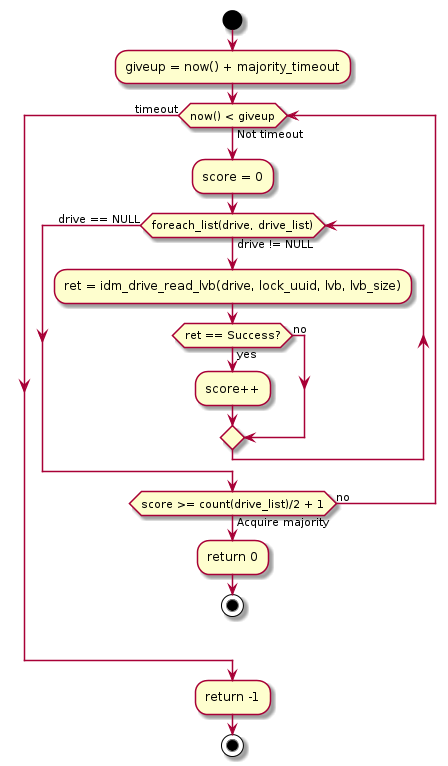 giveup = now() + majority_timeout
timeout
now() < giveup
Not timeout
score = 0
drive == NULL
foreach_list(drive, drive_list)
drive != NULL
ret = idm_drive_read_lvb(drive, lock_uuid, lvb, lvb_size)
ret == Success?
no
yes
score++
score >= count(drive_list)/2 + 1
no
Acquire majority
return 0
return -1